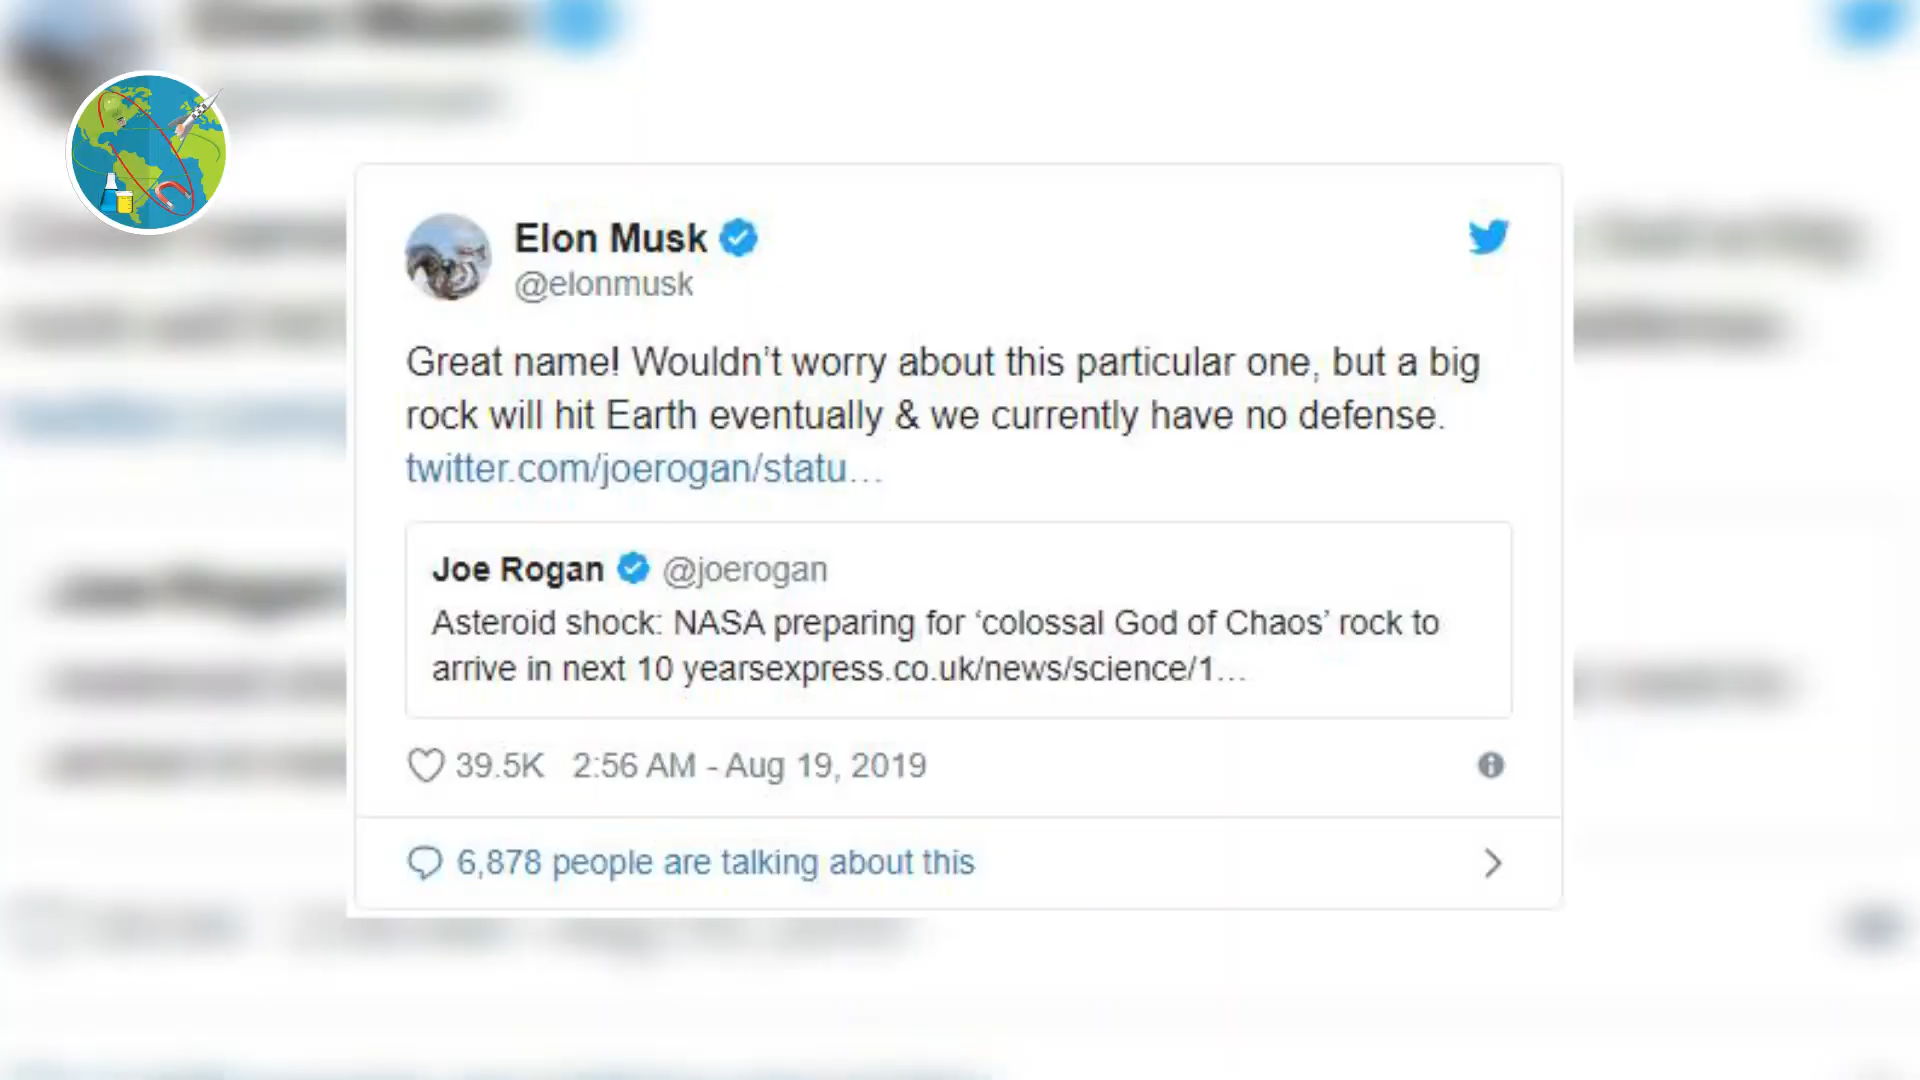 Elon Musk
@elonmusk
Great name! Wouldn't worry about this particular one, but a big
rock will hit Earth eventually & we currently have no defense.
twitter.com/joerogan/statu…
Joe Rogan @joerogan
Asteroid shock: NASA preparing for ‘colossal God of Chaos’ rock to
arrive in next 10 yearsexpress.co.uk/news/science/1…
39.5K 2:56 AM - Aug 19, 2019
6,878 people are talking about this